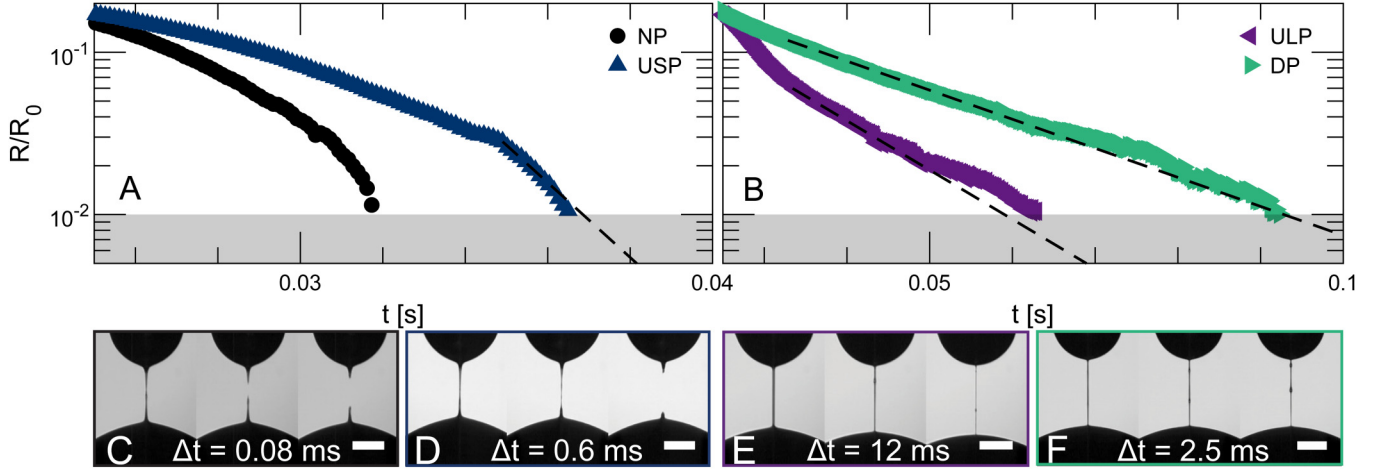 NP
USP
ULP
DP
10⁻¹
10⁻²
R/R₀
A
B
0.03
0.04
0.05
0.1
t [s]
t [s]
C Δt = 0.08 ms
D Δt = 0.6 ms
E Δt = 12 ms
F Δt = 2.5 ms